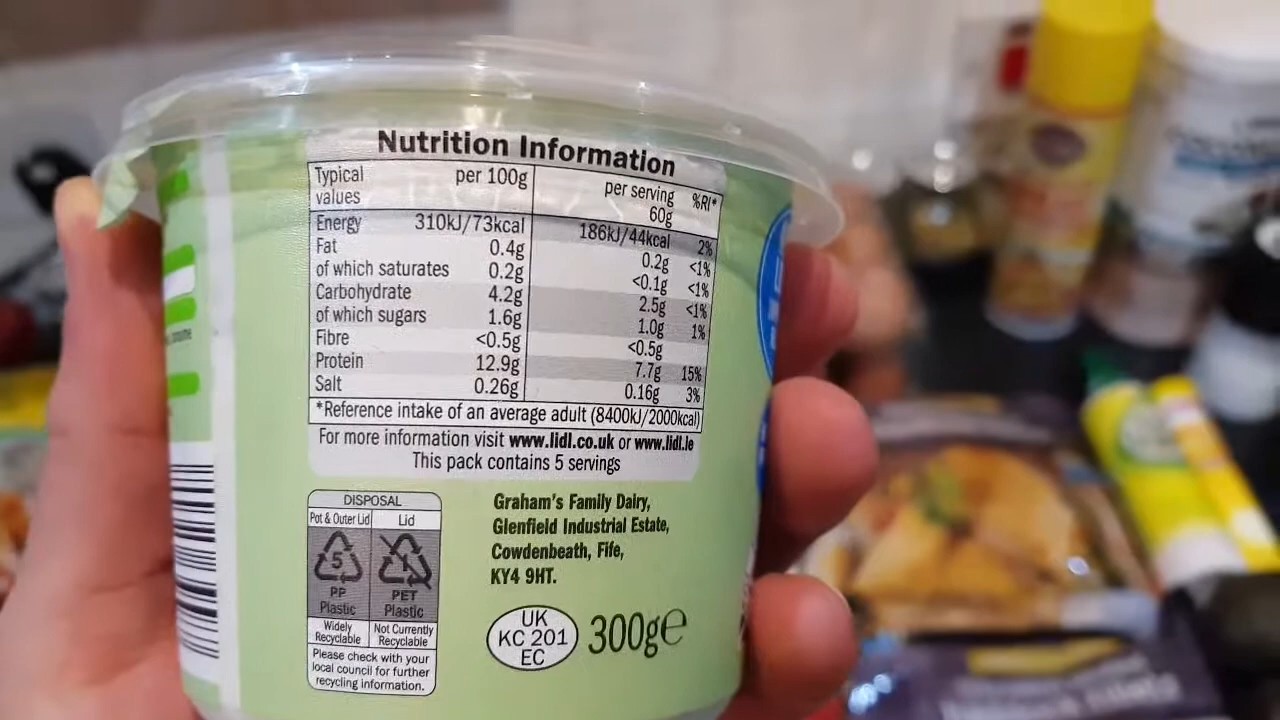 Nutrition Information
Typical values per 100g per serving 60g %RI*
Energy 310kJ/73kcal 186kJ/44kcal 2%
Fat 0.4g 0.2g <1%
of which saturates 0.2g <0.1g <1%
Carbohydrate 4.2g 2.5g <1%
of which sugars 1.6g 1.0g 1%
Fibre <0.5g <0.5g
Protein 12.9g 7.7g 15%
Salt 0.26g 0.16g 3%
*Reference intake of an average adult (8400kJ/2000kcal)
For more information visit www.lidl.co.uk or www.lidl.ie
This pack contains 5 servings
DISPOSAL
Pot & Outer Lid Lid
5 1
PP PET
Plastic Plastic
Widely Recyclable Not Currently Recyclable
Please check with your
local council for further
recycling information.
Graham's Family Dairy,
Glenfield Industrial Estate,
Cowdenbeath, Fife,
KY4 9HT.
UK
KC 201
EC
300g℮